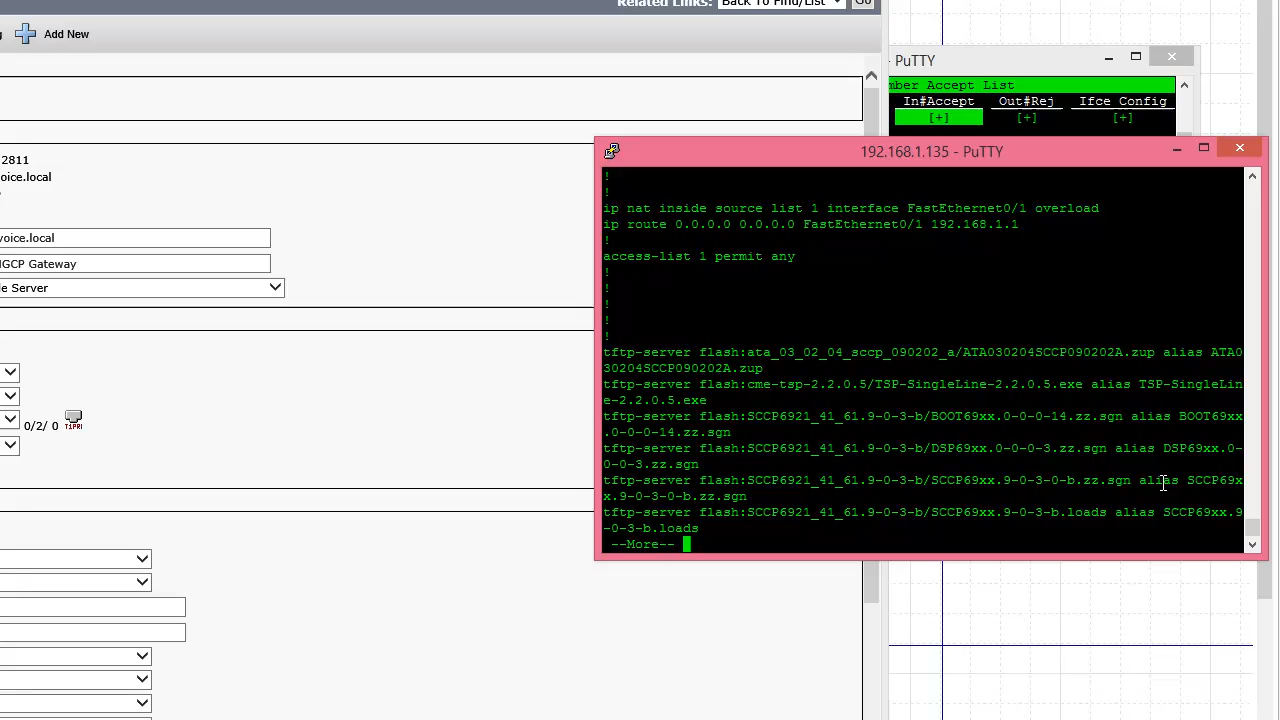 Related Links: Back To Find/List Go
Add New
- PuTTY
mber Accept List
In#Accept Out#Rej Ifce Config
[+] [+] [+]
192.168.1.135 - PuTTY
2811
oice.local
voice.local
GCP Gateway
e Server
0/2/ 0
T1PRI
!
!
ip nat inside source list 1 interface FastEthernet0/1 overload
ip route 0.0.0.0 0.0.0.0 FastEthernet0/1 192.168.1.1
!
access-list 1 permit any
!
!
!
!
!
tftp-server flash:ata_03_02_04_sccp_090202_a/ATA030204SCCP090202A.zup alias ATA0
30204SCCP090202A.zup
tftp-server flash:cme-tsp-2.2.0.5/TSP-SingleLine-2.2.0.5.exe alias TSP-SingleLin
e-2.2.0.5.exe
tftp-server flash:SCCP6921_41_61.9-0-3-b/BOOT69xx.0-0-0-14.zz.sgn alias BOOT69xx
.0-0-0-14.zz.sgn
tftp-server flash:SCCP6921_41_61.9-0-3-b/DSP69xx.0-0-0-3.zz.sgn alias DSP69xx.0-
0-0-3.zz.sgn
tftp-server flash:SCCP6921_41_61.9-0-3-b/SCCP69xx.9-0-3-0-b.zz.sgn alias SCCP69x
x.9-0-3-0-b.zz.sgn
tftp-server flash:SCCP6921_41_61.9-0-3-b/SCCP69xx.9-0-3-b.loads alias SCCP69xx.9
-0-3-b.loads
--More--